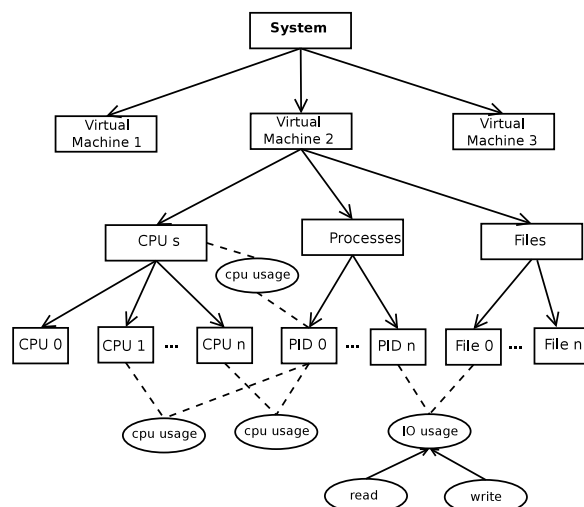 System
Virtual
Machine 1
Virtual
Machine 2
Virtual
Machine 3
CPU s
Processes
Files
cpu usage
CPU 0
CPU 1
...
CPU n
PID 0
...
PID n
File 0
...
File n
cpu usage
cpu usage
IO usage
read
write